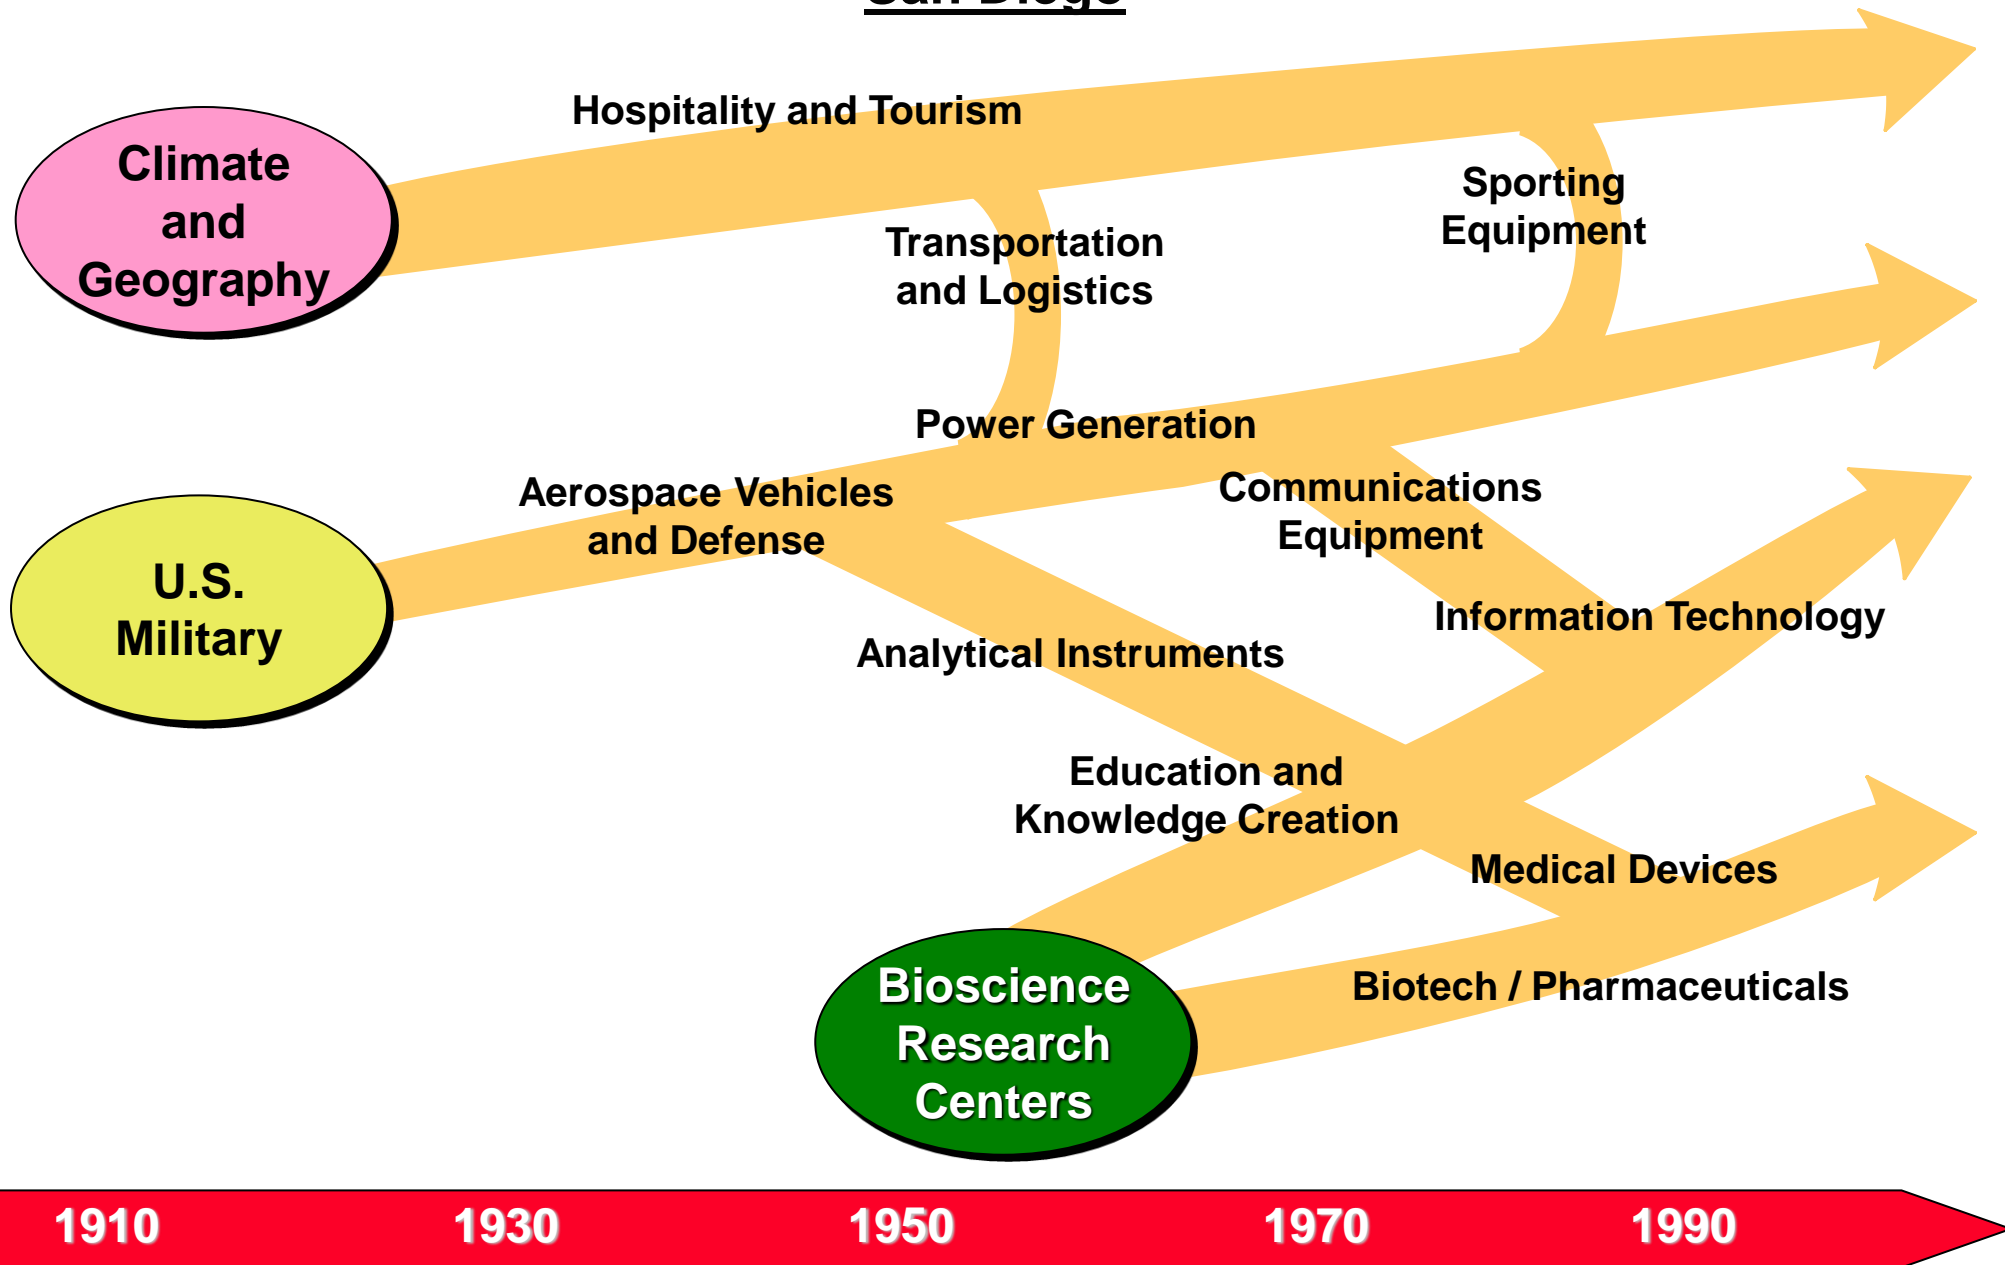 San Diego
Hospitality and Tourism
Climate
and
Geography
Sporting
Equipment
Transportation
and Logistics
Power Generation
Aerospace Vehicles
and Defense
Communications
Equipment
U.S.
Military
Information Technology
Analytical Instruments
Education and
Knowledge Creation
Medical Devices
Bioscience
Research
Centers
Biotech / Pharmaceuticals
1910 1930 1950 1970 1990